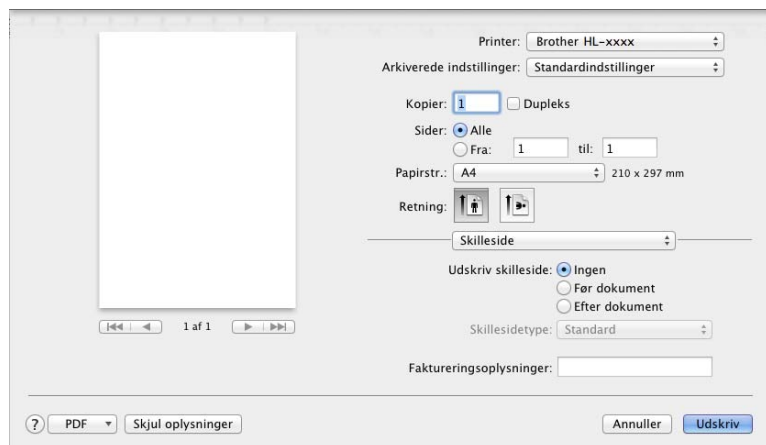 Printer: Brother HL-xxxx
Arkiverede indstillinger: Standardindstillinger
Kopier: 1 Dupleks
Sider: Alle
Fra: 1 til: 1
Papirstr.: A4 210 x 297 mm
Retning:
Skilleside
Udskriv skilleside: Ingen
Før dokument
Efter dokument
Skillesidetype: Standard
Faktureringsoplysninger:
1 af 1
? PDF Skjul oplysninger Annuller Udskriv